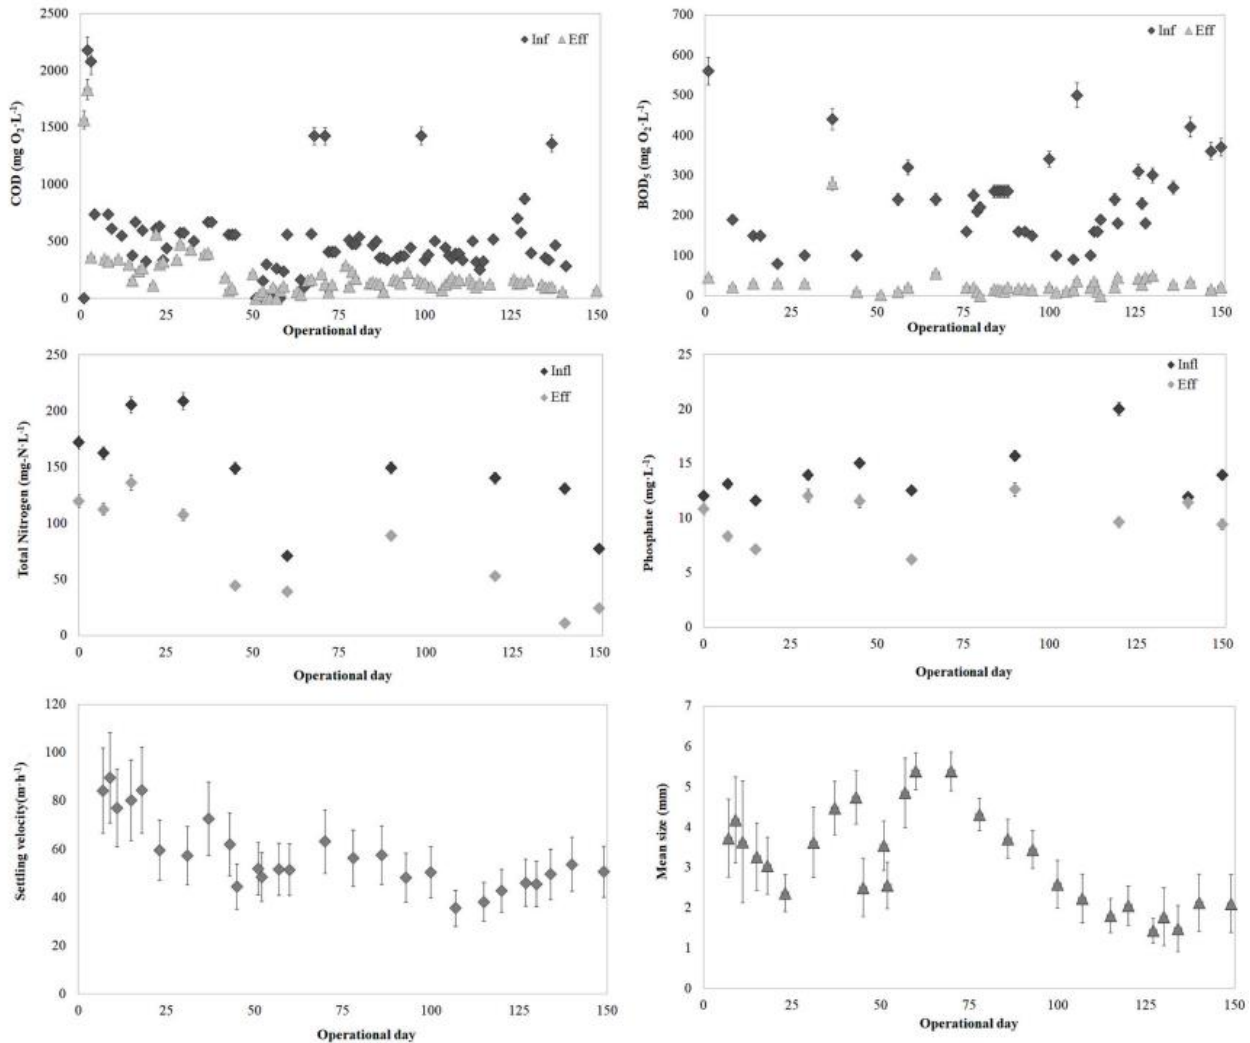 2500
2000
1500
1000
500
0
COD (mg O₂·L⁻¹)
Inf Eff
0 25 50 75 100 125 150
Operational day
700
600
500
400
300
200
100
0
BOD₅ (mg O₂·L⁻¹)
Inf Eff
0 25 50 75 100 125 150
Operational day
250
200
150
100
50
0
Total Nitrogen (mg-N·L⁻¹)
Infl
Eff
0 25 50 75 100 125 150
Operational day
25
20
15
10
5
0
Phosphate (mg·L⁻¹)
Infl
Eff
0 25 50 75 100 125 150
Operational day
120
100
80
60
40
20
0
Settling velocity(m·h⁻¹)
0 25 50 75 100 125 150
Operational day
7
6
5
4
3
2
1
0
Mean size (mm)
0 25 50 75 100 125 150
Operational day